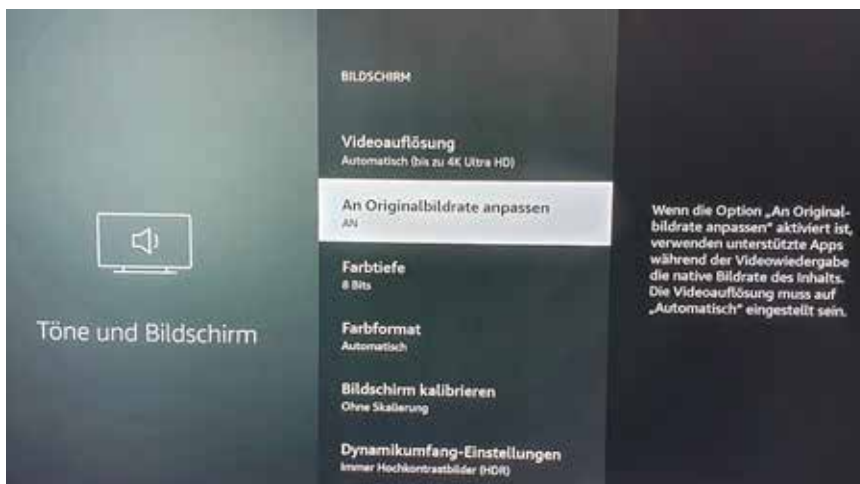 BILDSCHIRM
Videoauflösung
Automatisch (bis zu 4K Ultra HD)
An Originalbildrate anpassen
AN
Farbtiefe
8 Bits
Farbformat
Automatisch
Bildschirm kalibrieren
Ohne Skalierung
Dynamikumfang-Einstellungen
Immer Hochkontrastbilder (HDR)
Töne und Bildschirm
Wenn die Option „An Original-
bildrate anpassen“ aktiviert ist,
verwenden unterstützte Apps
während der Videowiedergabe
die native Bildrate des Inhalts.
Die Videoauflösung muss auf
„Automatisch“ eingestellt sein.